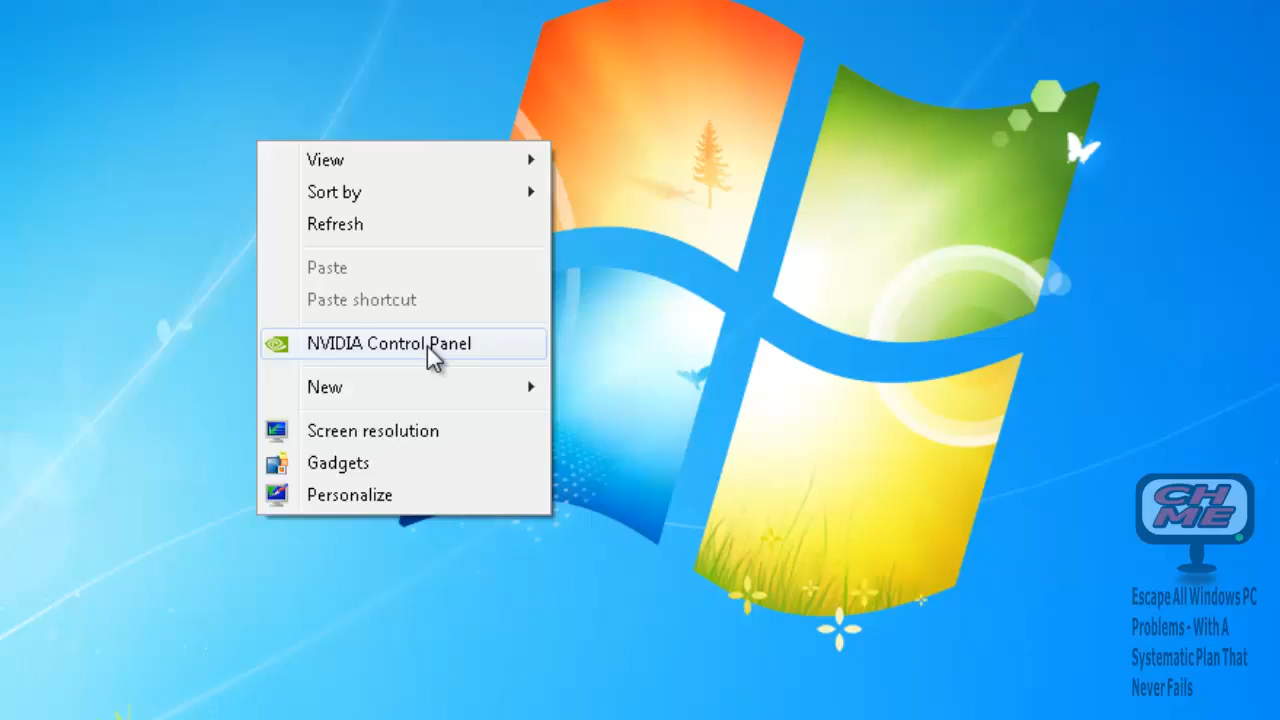 View
Sort by
Refresh
Paste
Paste shortcut
NVIDIA Control Panel
New
Screen resolution
Gadgets
Personalize
CH
ME
Escape All Windows PC
Problems - With A
Systematic Plan That
Never Fails